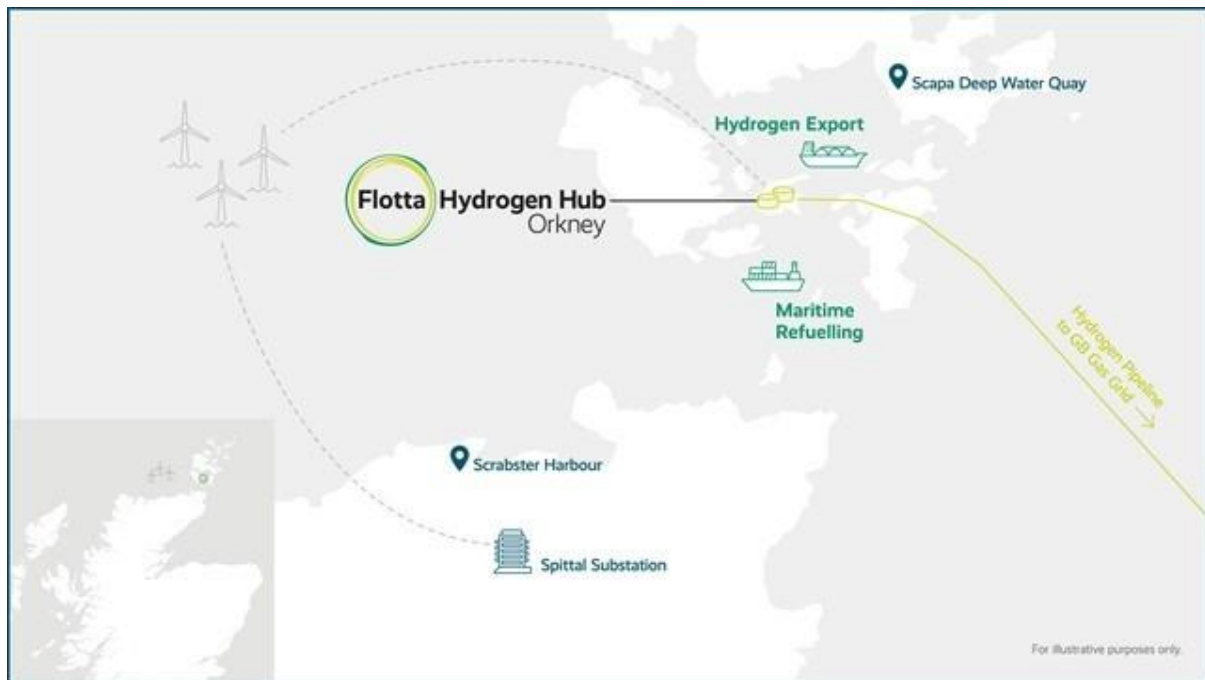 Scapa Deep Water Quay
Hydrogen Export
Flotta Hydrogen Hub
Orkney
Maritime
Refuelling
Hydrogen Pipeline
to GB Gas Grid
Scrabster Harbour
Spittal Substation
For illustrative purposes only.